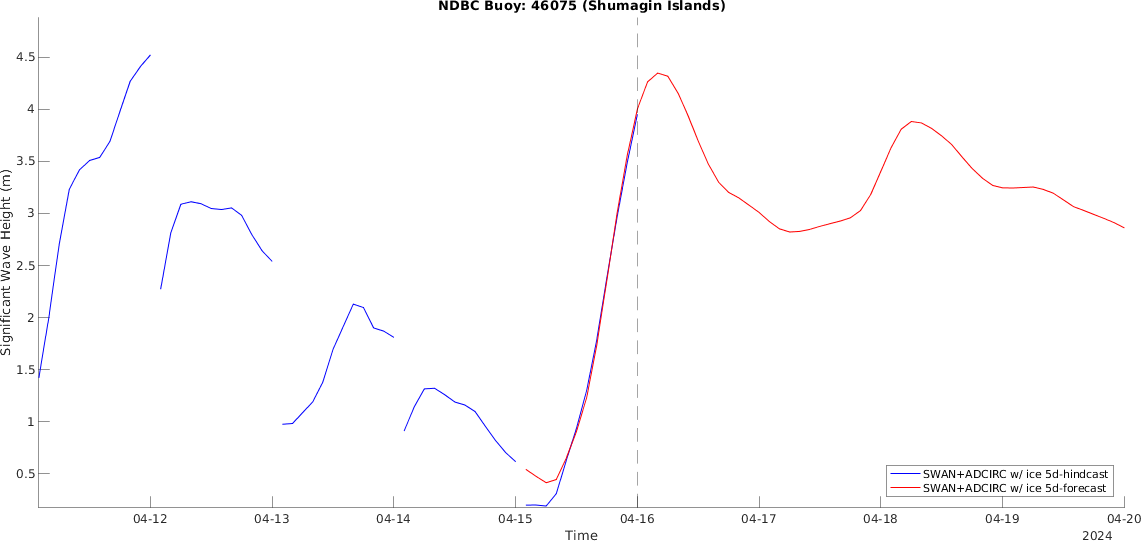 NDBC Buoy: 46075 (Shumagin Islands)
Significant Wave Height (m)
4.5
4
3.5
3
2.5
2
1.5
1
0.5
SWAN+ADCIRC w/ ice 5d-hindcast
SWAN+ADCIRC w/ ice 5d-forecast
04-12 04-13 04-14 04-15 04-16 04-17 04-18 04-19 04-20
Time
2024